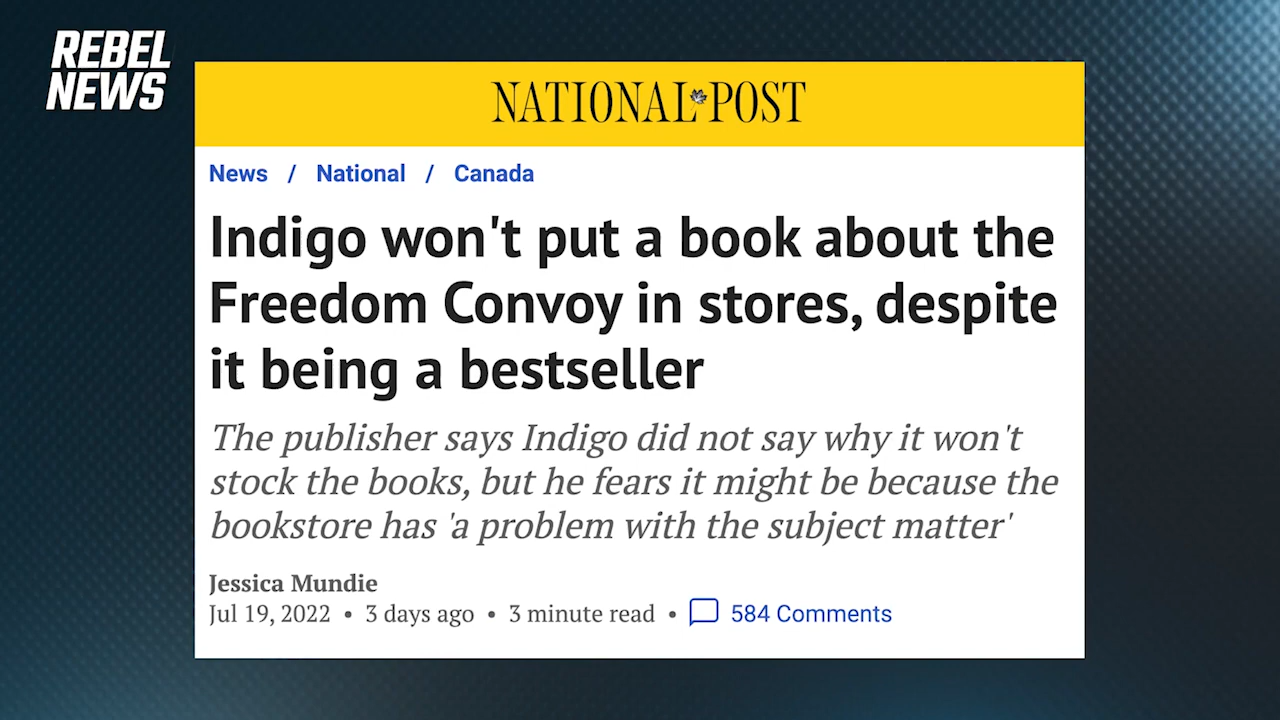 REBEL
NEWS
NATIONAL POST
News / National / Canada
Indigo won't put a book about the
Freedom Convoy in stores, despite
it being a bestseller
The publisher says Indigo did not say why it won't
stock the books, but he fears it might be because the
bookstore has 'a problem with the subject matter'
Jessica Mundie
Jul 19, 2022 • 3 days ago • 3 minute read • 584 Comments